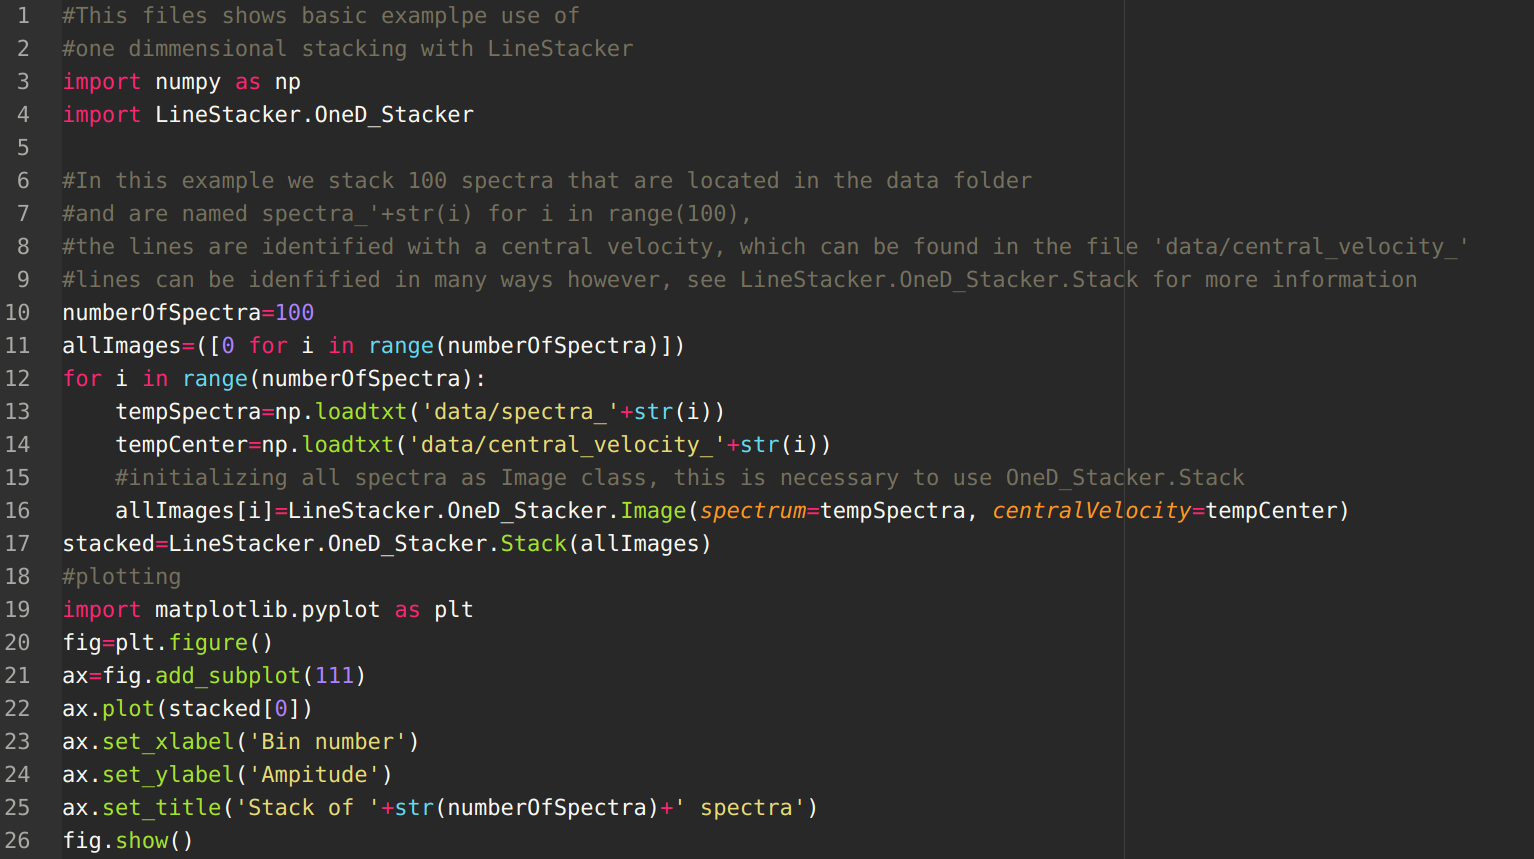 1 #This files shows basic examplpe use of
2 #one dimmensional stacking with LineStacker
3 import numpy as np
4 import LineStacker.OneD_Stacker
5
6 #In this example we stack 100 spectra that are located in the data folder
7 #and are named spectra_'+str(i) for i in range(100),
8 #the lines are identified with a central velocity, which can be found in the file 'data/central_velocity_'
9 #lines can be idenfified in many ways however, see LineStacker.OneD_Stacker.Stack for more information
10 numberOfSpectra=100
11 allImages=([0 for i in range(numberOfSpectra)])
12 for i in range(numberOfSpectra):
13     tempSpectra=np.loadtxt('data/spectra_'+str(i))
14     tempCenter=np.loadtxt('data/central_velocity_'+str(i))
15     #initializing all spectra as Image class, this is necessary to use OneD_Stacker.Stack
16     allImages[i]=LineStacker.OneD_Stacker.Image(spectrum=tempSpectra, centralVelocity=tempCenter)
17 stacked=LineStacker.OneD_Stacker.Stack(allImages)
18 #plotting
19 import matplotlib.pyplot as plt
20 fig=plt.figure()
21 ax=fig.add_subplot(111)
22 ax.plot(stacked[0])
23 ax.set_xlabel('Bin number')
24 ax.set_ylabel('Ampitude')
25 ax.set_title('Stack of '+str(numberOfSpectra)+' spectra')
26 fig.show()